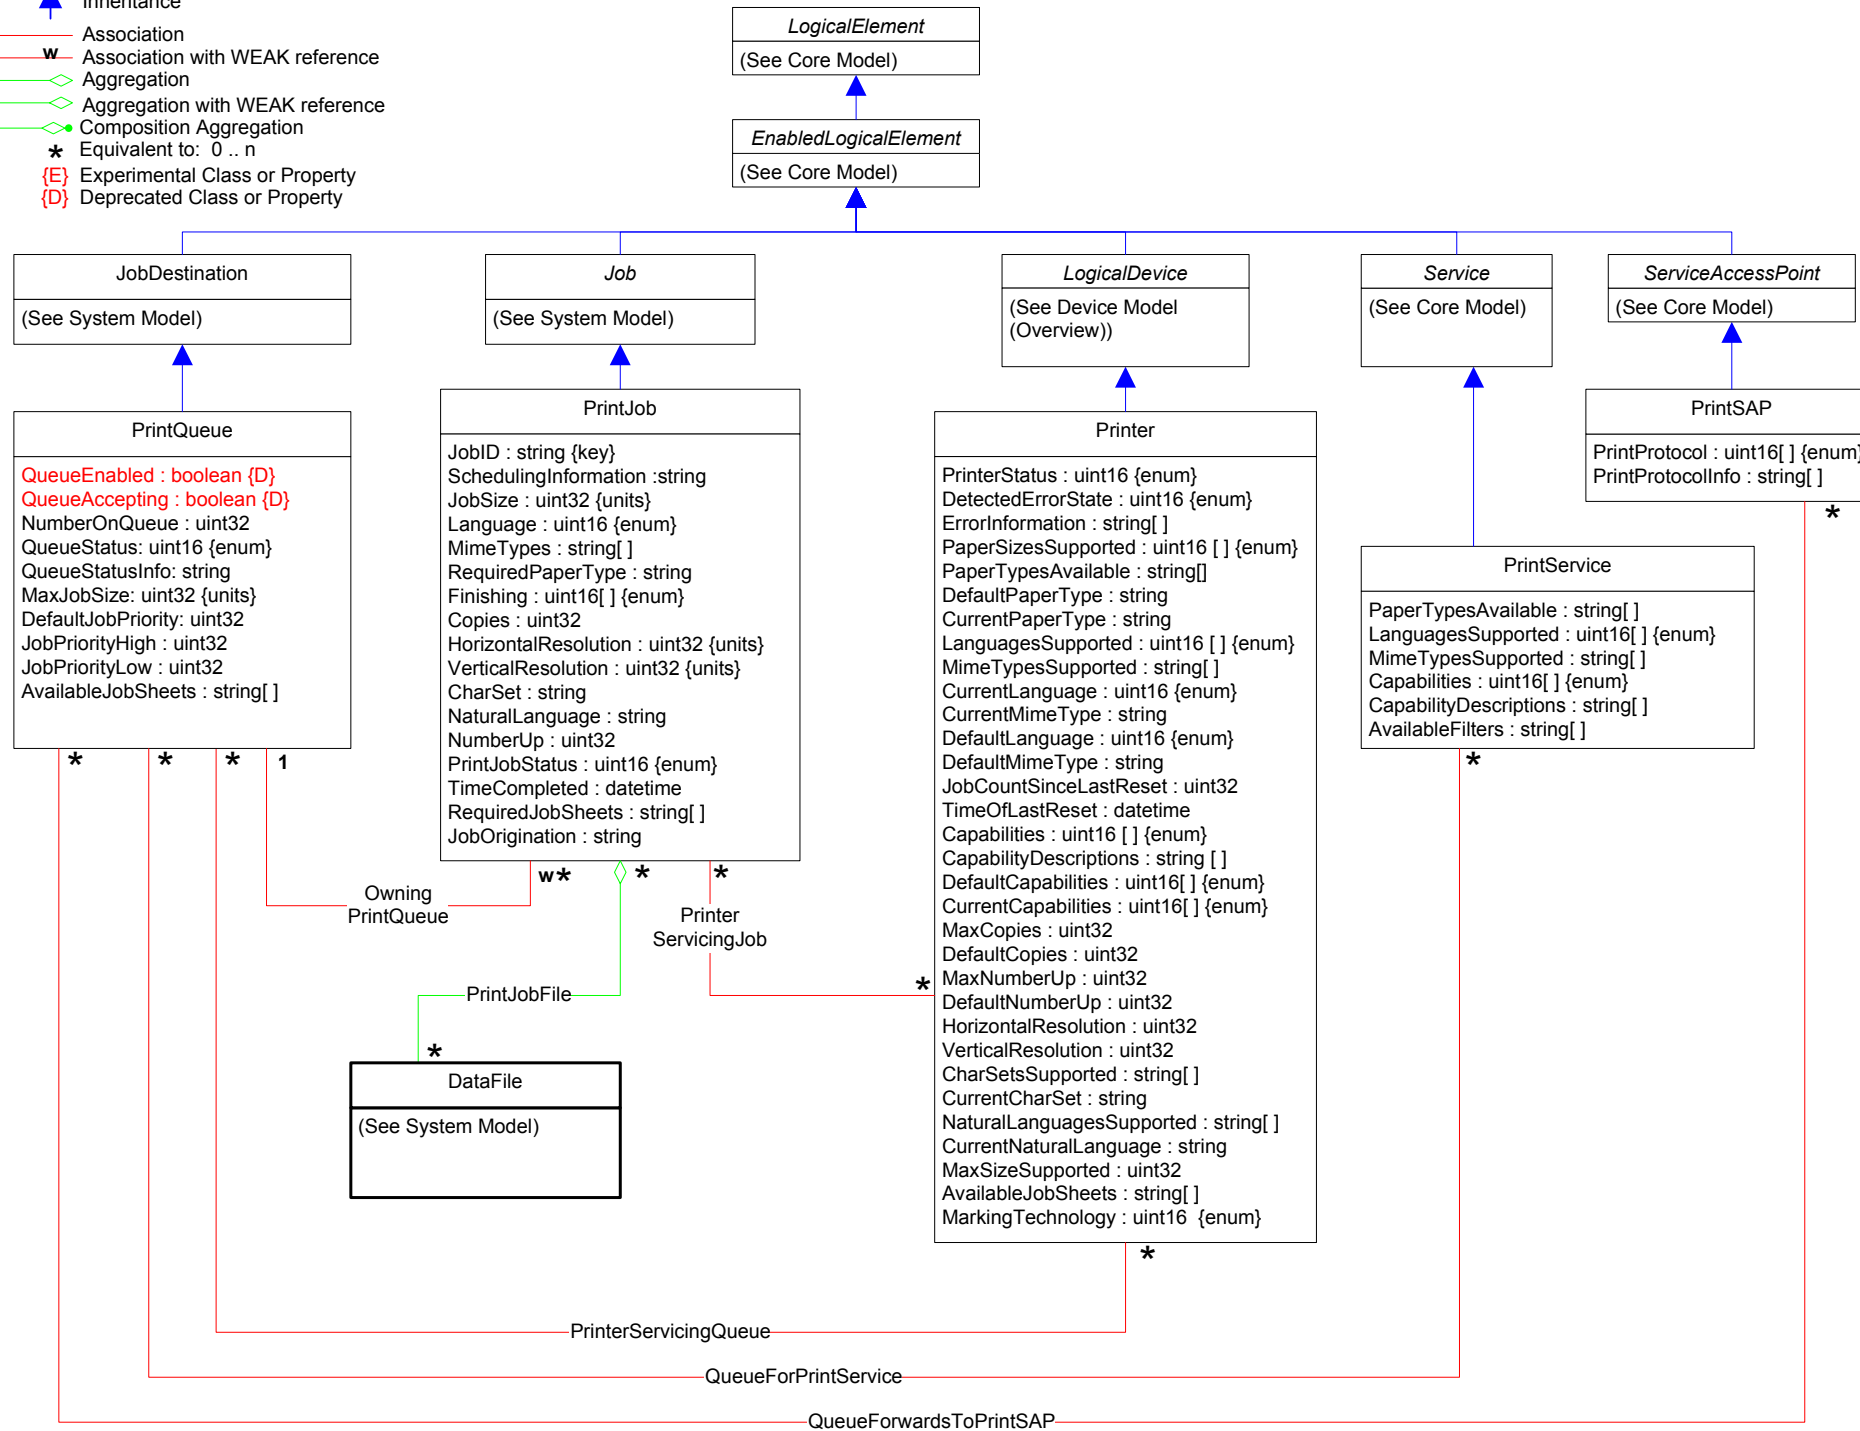 Inheritance
Association
w
Association with WEAK reference
Aggregation
Aggregation with WEAK reference
Composition Aggregation
* Equivalent to: 0 .. n
{E} Experimental Class or Property
{D} Deprecated Class or Property
LogicalElement
(See Core Model)
EnabledLogicalElement
(See Core Model)
JobDestination
(See System Model)
Job
(See System Model)
LogicalDevice
(See Device Model
(Overview))
Service
(See Core Model)
ServiceAccessPoint
(See Core Model)
PrintQueue
QueueEnabled : boolean {D}
QueueAccepting : boolean {D}
NumberOnQueue : uint32
QueueStatus: uint16 {enum}
QueueStatusInfo: string
MaxJobSize: uint32 {units}
DefaultJobPriority: uint32
JobPriorityHigh : uint32
JobPriorityLow : uint32
AvailableJobSheets : string[ ]
* * * 1
PrintJob
JobID : string {key}
SchedulingInformation :string
JobSize : uint32 {units}
Language : uint16 {enum}
MimeTypes : string[ ]
RequiredPaperType : string
Finishing : uint16[ ] {enum}
Copies : uint32
HorizontalResolution : uint32 {units}
VerticalResolution : uint32 {units}
CharSet : string
NaturalLanguage : string
NumberUp : uint32
PrintJobStatus : uint16 {enum}
TimeCompleted : datetime
RequiredJobSheets : string[ ]
JobOrigination : string
w* * *
Printer
PrinterStatus : uint16 {enum}
DetectedErrorState : uint16 {enum}
ErrorInformation : string[ ]
PaperSizesSupported : uint16 [ ] {enum}
PaperTypesAvailable : string[]
DefaultPaperType : string
CurrentPaperType : string
LanguagesSupported : uint16 [ ] {enum}
MimeTypesSupported : string[ ]
CurrentLanguage : uint16 {enum}
CurrentMimeType : string
DefaultLanguage : uint16 {enum}
DefaultMimeType : string
JobCountSinceLastReset : uint32
TimeOfLastReset : datetime
Capabilities : uint16 [ ] {enum}
CapabilityDescriptions : string [ ]
DefaultCapabilities : uint16[ ] {enum}
CurrentCapabilities : uint16[ ] {enum}
MaxCopies : uint32
DefaultCopies : uint32
MaxNumberUp : uint32
DefaultNumberUp : uint32
HorizontalResolution : uint32
VerticalResolution : uint32
CharSetsSupported : string[ ]
CurrentCharSet : string
NaturalLanguagesSupported : string[ ]
CurrentNaturalLanguage : string
MaxSizeSupported : uint32
AvailableJobSheets : string[ ]
MarkingTechnology : uint16 {enum}
*
*
PrintService
PaperTypesAvailable : string[ ]
LanguagesSupported : uint16[ ] {enum}
MimeTypesSupported : string[ ]
Capabilities : uint16[ ] {enum}
CapabilityDescriptions : string[ ]
AvailableFilters : string[ ]
*
PrintSAP
PrintProtocol : uint16[ ] {enum}
PrintProtocolInfo : string[ ]
*
Owning
PrintQueue
Printer
ServicingJob
PrintJobFile
*
DataFile
(See System Model)
PrinterServicingQueue
QueueForPrintService
QueueForwardsToPrintSAP